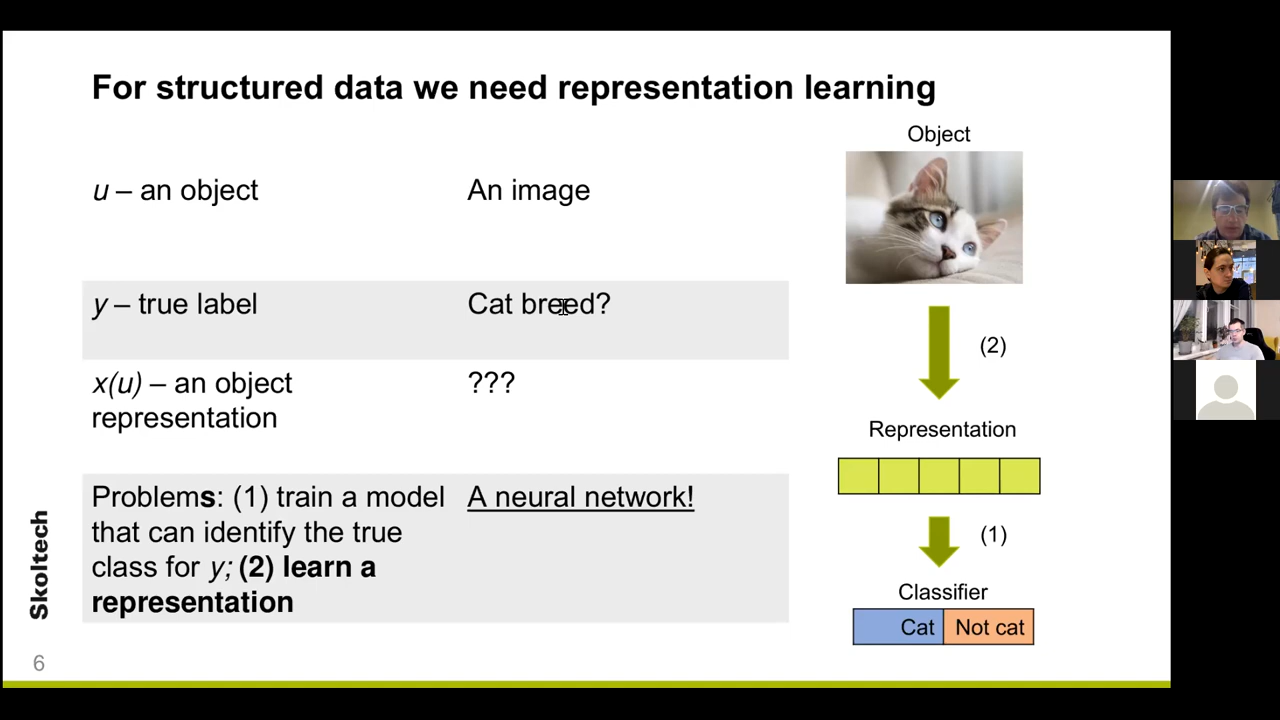 For structured data we need representation learning
u – an object
An image
y – true label
Cat breed?
x(u) – an object
representation
???
Problems: (1) train a model
that can identify the true
class for y; (2) learn a
representation
A neural network!
Object
(2)
Representation
(1)
Classifier
Cat
Not cat
Skoltech
6